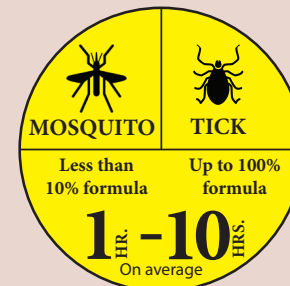 MOSQUITO TICK
Less than Up to 100%
10% formula formula
1 HR. - 10 HRS.
On average